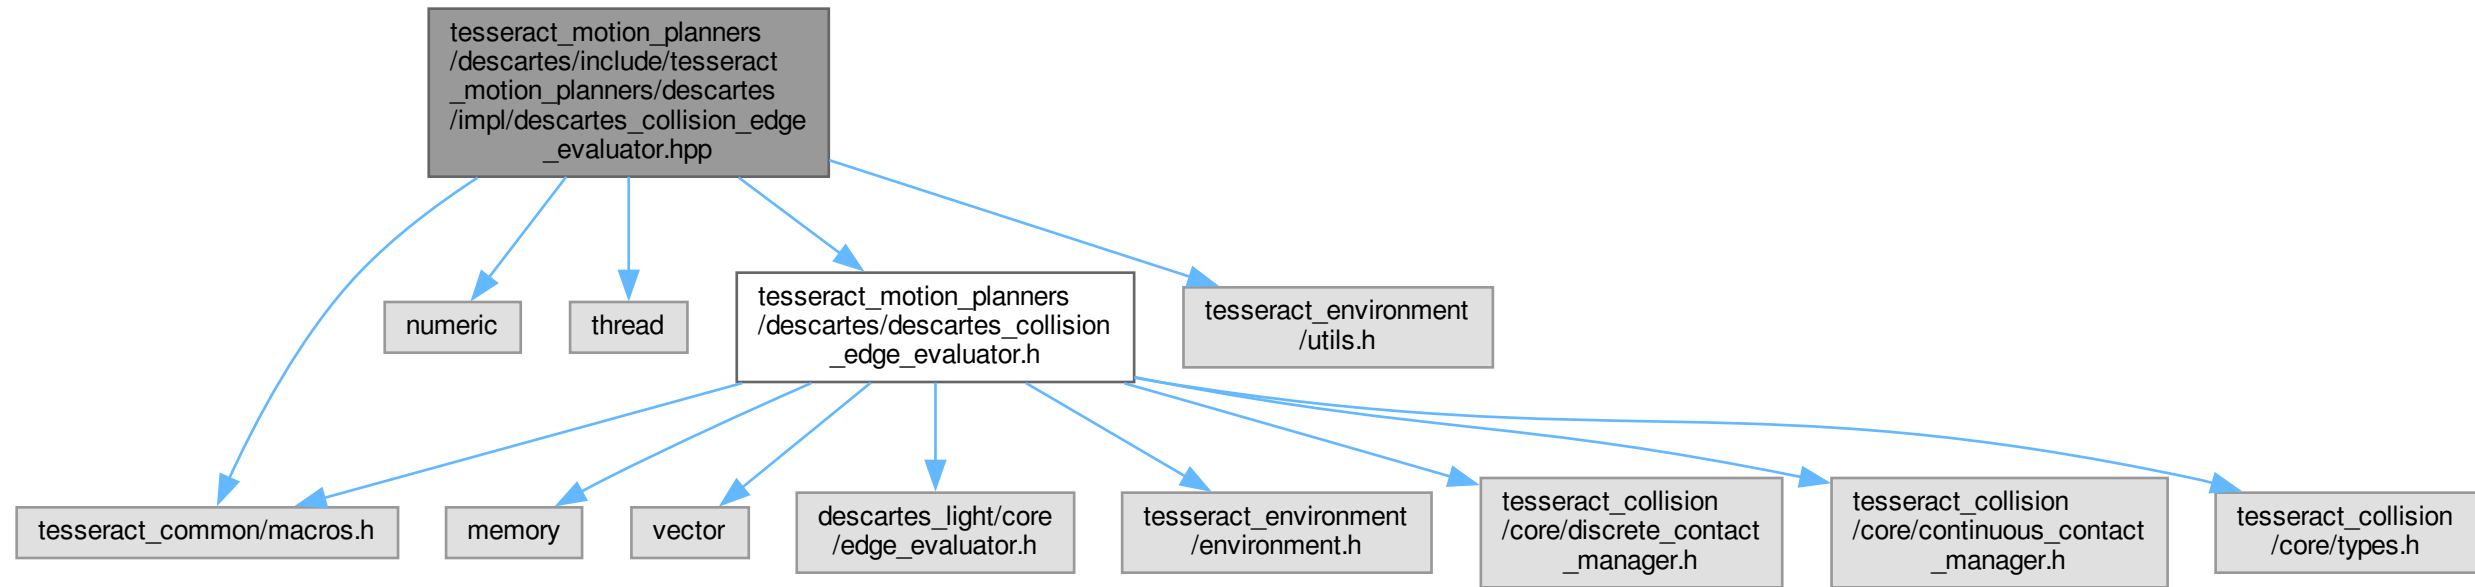 tesseract_motion_planners
/descartes/include/tesseract
_motion_planners/descartes
/impl/descartes_collision_edge
_evaluator.hpp
numeric
thread
tesseract_motion_planners
/descartes/descartes_collision
_edge_evaluator.h
tesseract_environment
/utils.h
tesseract_common/macros.h
memory
vector
descartes_light/core
/edge_evaluator.h
tesseract_environment
/environment.h
tesseract_collision
/core/discrete_contact
_manager.h
tesseract_collision
/core/continuous_contact
_manager.h
tesseract_collision
/core/types.h